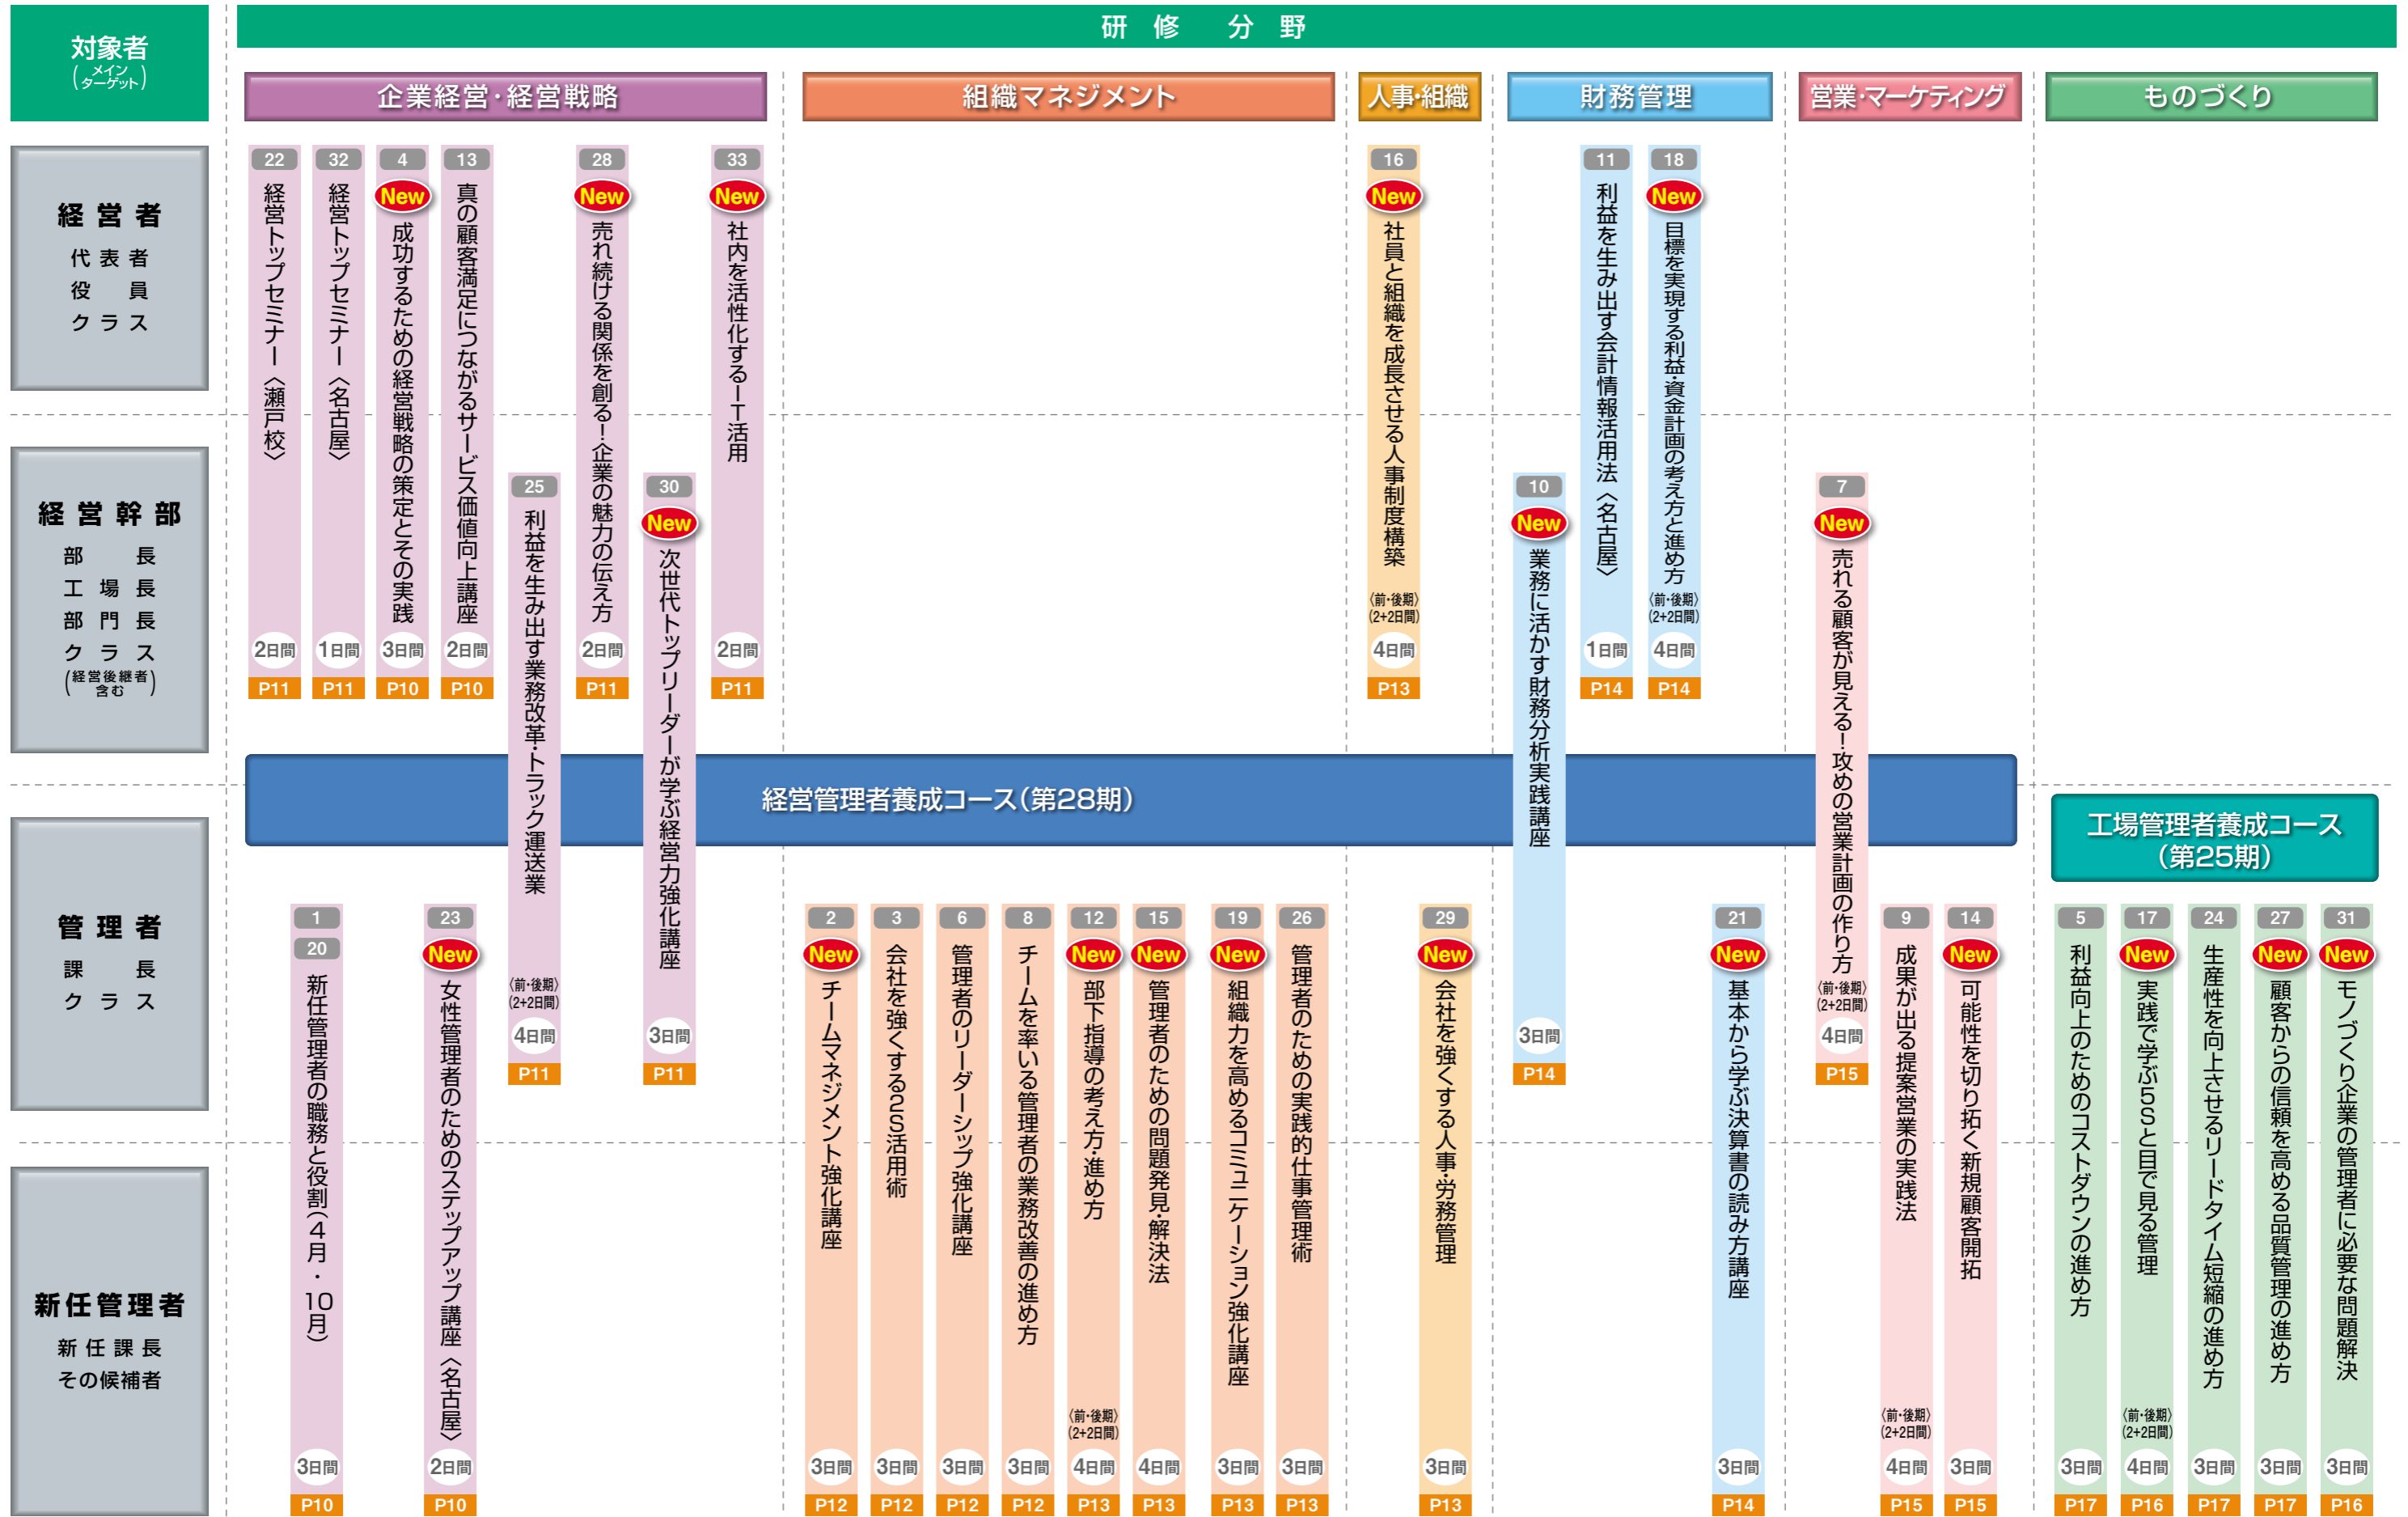 対象者
(メイン
ターゲット)
研修 分野
企業経営・経営戦略
組織マネジメント
人事・組織
財務管理
営業・マーケティング
ものづくり
経営者
代表者
役員
クラス
経営幹部
部長
工場長
部門長
クラス
(経営後継者
含む)
管理者
課長
クラス
新任管理者
新任課長
その候補者
22
経営トップセミナー〈瀬戸校〉
2日間
P11
32
経営トップセミナー〈名古屋〉
1日間
P11
4
New
成功するための経営戦略の策定とその実践
3日間
P10
13
真の顧客満足につながるサービス価値向上講座
2日間
P10
25
利益を生み出す業務改革・トラック運送業
〈前・後期〉
(2+2日間)
4日間
P11
28
New
売れ続ける関係を創る!企業の魅力の伝え方
2日間
P11
30
New
次世代トップリーダーが学ぶ経営力強化講座
3日間
P11
33
New
社内を活性化するIT活用
2日間
P11
16
New
社員と組織を成長させる人事制度構築
〈前・後期〉
(2+2日間)
4日間
P13
10
New
業務に活かす財務分析実践講座
3日間
P14
11
利益を生み出す会計情報活用法〈名古屋〉
1日間
P14
18
New
目標を実現する利益・資金計画の考え方と進め方
〈前・後期〉
(2+2日間)
4日間
P14
7
New
売れる顧客が見える!攻めの営業計画の作り方
〈前・後期〉
(2+2日間)
4日間
P15
経営管理者養成コース(第28期)
工場管理者養成コース
(第25期)
1
20
新任管理者の職務と役割(4月・10月)
3日間
P10
23
New
女性管理者のためのステップアップ講座〈名古屋〉
2日間
P10
2
New
チームマネジメント強化講座
3日間
P12
3
会社を強くする2S活用術
3日間
P12
6
管理者のリーダーシップ強化講座
3日間
P12
8
チームを率いる管理者の業務改善の進め方
3日間
P12
12
New
部下指導の考え方・進め方
〈前・後期〉
(2+2日間)
4日間
P13
15
New
管理者のための問題発見・解決法
4日間
P13
19
New
組織力を高めるコミュニケーション強化講座
3日間
P13
26
管理者のための実践的仕事管理術
3日間
P13
29
New
会社を強くする人事・労務管理
3日間
P13
21
New
基本から学ぶ決算書の読み方講座
3日間
P14
9
成果が出る提案営業の実践法
〈前・後期〉
(2+2日間)
4日間
P15
14
New
可能性を切り拓く新規顧客開拓
3日間
P15
5
利益向上のためのコストダウンの進め方
3日間
P17
17
New
実践で学ぶ5Sと目で見る管理
〈前・後期〉
(2+2日間)
4日間
P16
24
生産性を向上させるリードタイム短縮の進め方
3日間
P17
27
New
顧客からの信頼を高める品質管理の進め方
3日間
P17
31
New
モノづくり企業の管理者に必要な問題解決
3日間
P16